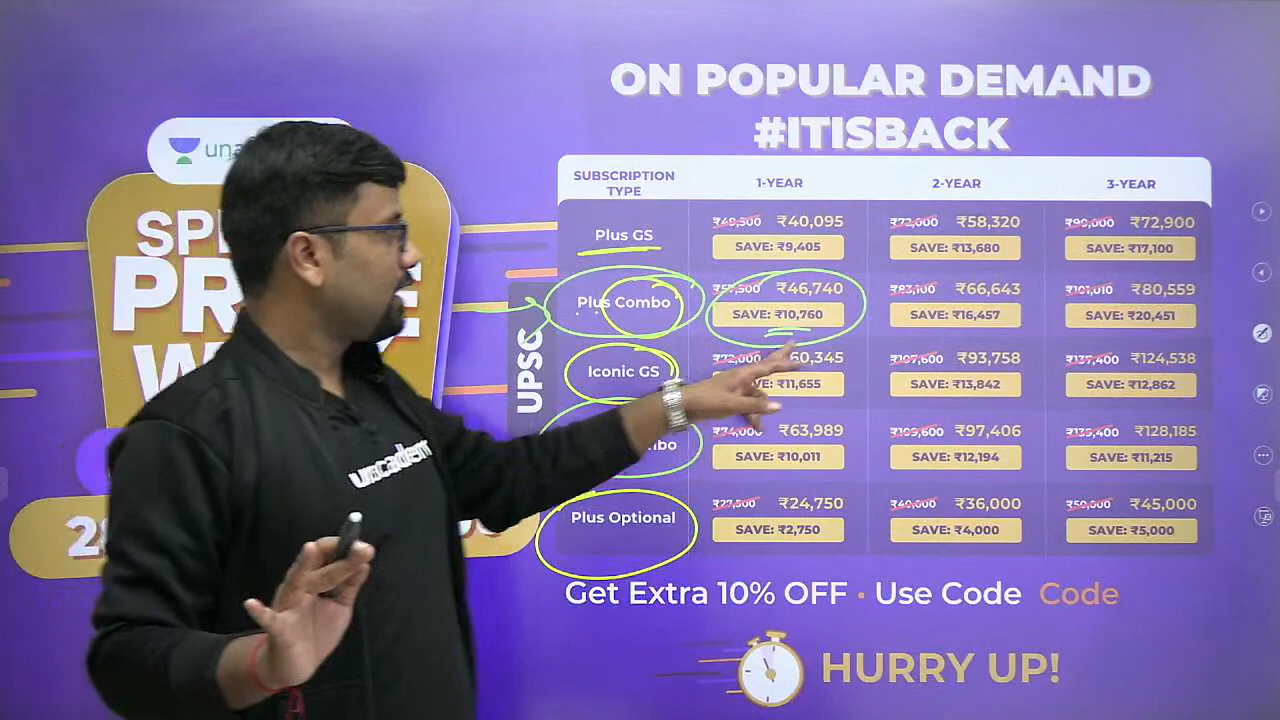 ON POPULAR DEMAND
#ITISBACK
SUBSCRIPTION TYPE 1-YEAR 2-YEAR 3-YEAR
UPSC
Plus GS ₹49,500 ₹40,095 ₹72,000 ₹58,320 ₹90,000 ₹72,900
SAVE: ₹9,405 SAVE: ₹13,680 SAVE: ₹17,100
Plus Combo ₹57,500 ₹46,740 ₹83,100 ₹66,643 ₹101,010 ₹80,559
SAVE: ₹10,760 SAVE: ₹16,457 SAVE: ₹20,451
Iconic GS ₹72,000 ₹107,600 ₹93,758 ₹137,400 ₹124,538
₹11,655 SAVE: ₹13,842 SAVE: ₹12,862
₹74,000 ₹63,989 ₹109,600 ₹97,406 ₹139,400 ₹128,185
SAVE: ₹10,011 SAVE: ₹12,194 SAVE: ₹11,215
Plus Optional ₹27,500 ₹24,750 ₹40,000 ₹36,000 ₹50,000 ₹45,000
SAVE: ₹2,750 SAVE: ₹4,000 SAVE: ₹5,000
Get Extra 10% OFF • Use Code Code
HURRY UP!